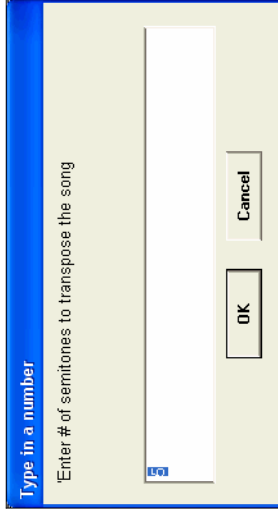 Type in a number
'Enter # of semitones to transpose the song
5
OK
Cancel